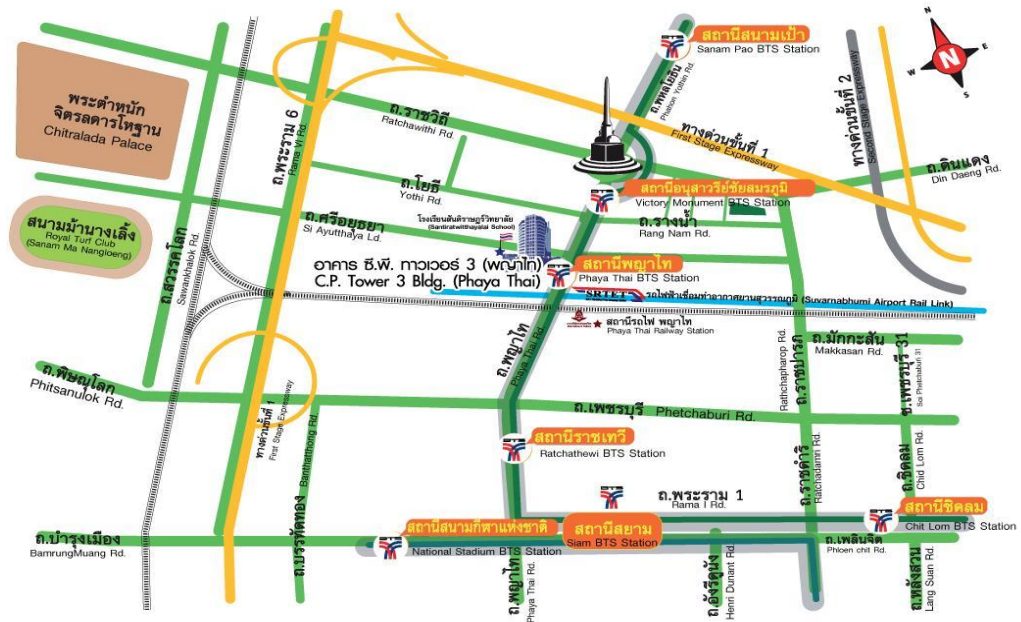 สถานีสนามเป้า
Sanam Pao BTS Station
N
E
W
S
ถ.พหลโยธิน
Phahon Yothin Rd.
ทางด่วนขั้นที่ 2
Second Stage Expressway
พระตำหนัก
จิตรลดารโหฐาน
Chitralada Palace
ถ.พระราม 6
Rama VI Rd.
ถ.ราชวิถี
Ratchawithi Rd.
ทางด่วนขั้นที่ 1
First Stage Expressway
ถ.ดินแดง
Din Daeng Rd.
ถ.โยธี
Yothi Rd.
สถานีอนุสาวรีย์ชัยสมรภูมิ
Victory Monument BTS Station
สนามม้านางเลิ้ง
Royal Turf Club
(Sanam Ma Nangloeng)
ถ.สวรรคโลก
Sawankhalok Rd.
ถ.ศรีอยุธยา
Si Ayutthaya Ld.
โรงเรียนสันติราษฎร์วิทยาลัย
(Santiratwitthayalai School)
ถ.รางน้ำ
Rang Nam Rd.
อาคาร ซี.พี. ทาวเวอร์ 3 (พญาไท)
C.P. Tower 3 Bldg. (Phaya Thai)
สถานีพญาไท
Phaya Thai BTS Station
SRTET
รถไฟฟ้าเชื่อมท่าอากาศยานสุวรรณภูมิ (Suvarnabhumi Airport Rail Link)
สถานีรถไฟ พญาไท
Phaya Thai Railway Station
ถ.พญาไท
Phaya Thai Rd.
ถ.ราชปรารภ
Rathchapharop Rd.
ถ.มักกะสัน
Makkasan Rd.
ซ.เพชรบุรี 31
Soi Phetchaburi 31
ถ.พิษณุโลก
Phitsanulok Rd.
ทางด่วนขั้นที่ 1
First Stage Expressway
ถ.บรรทัดทอง
Banthatthong Rd.
ถ.เพชรบุรี Phetchaburi Rd.
สถานีราชเทวี
Ratchathewi BTS Station
ถ.ราชดำริ
Ratchadamri Rd.
ถ.ชิดลม
Chid Lom Rd.
ถ.พระราม 1
Rama I Rd.
สถานีชิดลม
Chit Lom BTS Station
ถ.บำรุงเมือง
BamrungMuang Rd.
สถานีสนามกีฬาแห่งชาติ
National Stadium BTS Station
สถานีสยาม
Siam BTS Station
ถ.เพลินจิต
Phloen chit Rd.
ถ.พญาไท
Phaya Thai Rd.
ถ.อังรีดูนัง
Henri Dunant Rd.
ถ.หลังสวน
Lang Suan Rd.